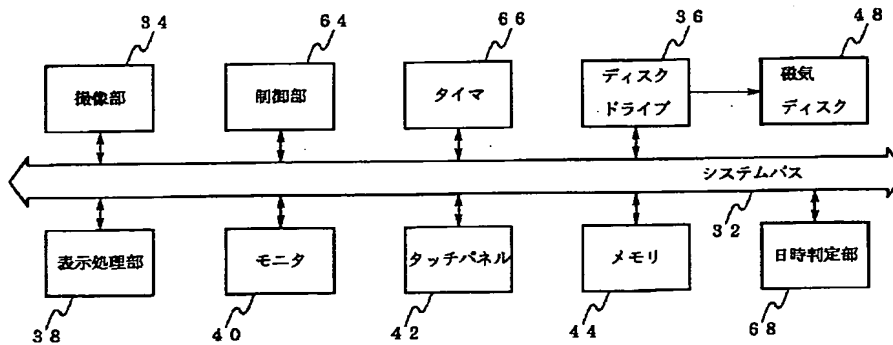 34
64
66
36
48
撮像部
制御部
タイマ
ディスク
ドライブ
磁気
ディスク
システムバス
32
表示処理部
モニタ
タッチパネル
メモリ
日時判定部
38
40
42
44
68